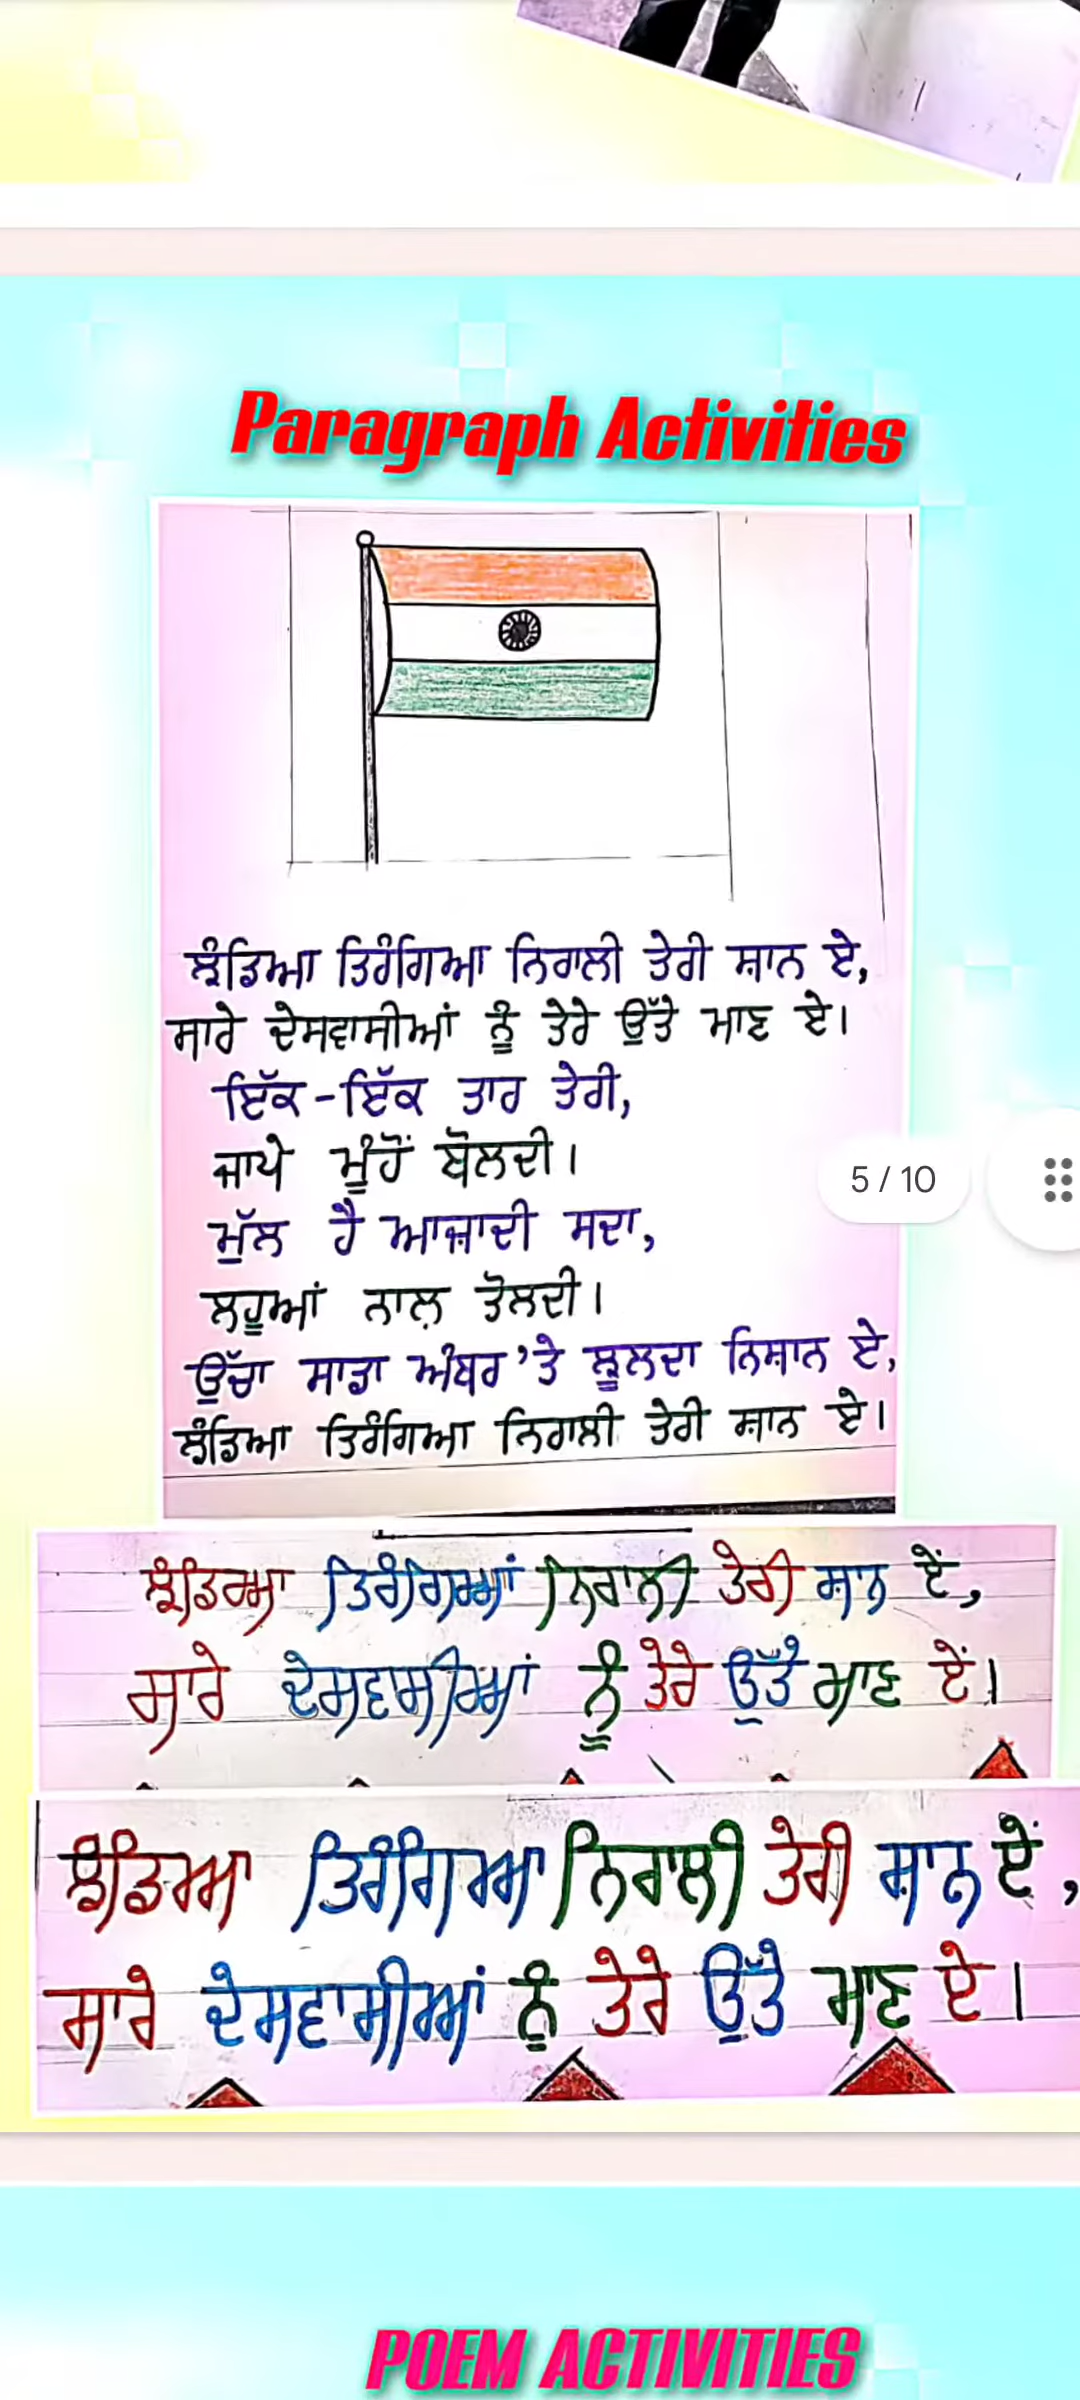 Paragraph Activities
ਝੰਡਿਆ ਤਿਰੰਗਿਆ ਨਿਰਾਲੀ ਤੇਰੀ ਸ਼ਾਨ ਏ,
ਸਾਰੇ ਦੇਸਵਾਸੀਆਂ ਨੂੰ ਤੇਰੇ ਉੱਤੇ ਮਾਣ ਏ।
ਇੱਕ-ਇੱਕ ਤਾਰ ਤੇਰੀ,
ਜਾਪੇ ਮੂੰਹੋਂ ਬੋਲਦੀ।
ਮੁੱਲ ਹੈ ਆਜ਼ਾਦੀ ਸਦਾ,
ਲਹੂਆਂ ਨਾਲ਼ ਤੋਲਦੀ।
5 / 10
ਉੱਚਾ ਸਾਡਾ ਅੰਬਰ ’ਤੇ ਝੂਲਦਾ ਨਿਸ਼ਾਨ ਏ,
ਝੰਡਿਆ ਤਿਰੰਗਿਆ ਨਿਰਾਲੀ ਤੇਰੀ ਸ਼ਾਨ ਏ।
ਝੰਡਿਆ ਤਿਰੰਗਿਆਂ ਨਿਰਾਲੀ ਤੇਰੀ ਸ਼ਾਨ ਏਂ,
ਸਾਰੇ ਦੇਸਵਾਸੀਆਂ ਨੂੰ ਤੇਰੇ ਉੱਤੇ ਮਾਣ ਏਂ।
ਝੰਡਿਆ ਤਿਰੰਗਿਆ ਨਿਰਾਲੀ ਤੇਰੀ ਸ਼ਾਨ ਏਂ,
ਸਾਰੇ ਦੇਸਵਾਸੀਆਂ ਨੂੰ ਤੇਰੇ ਉੱਤੇ ਮਾਣ ਏ।
POEM ACTIVITIES